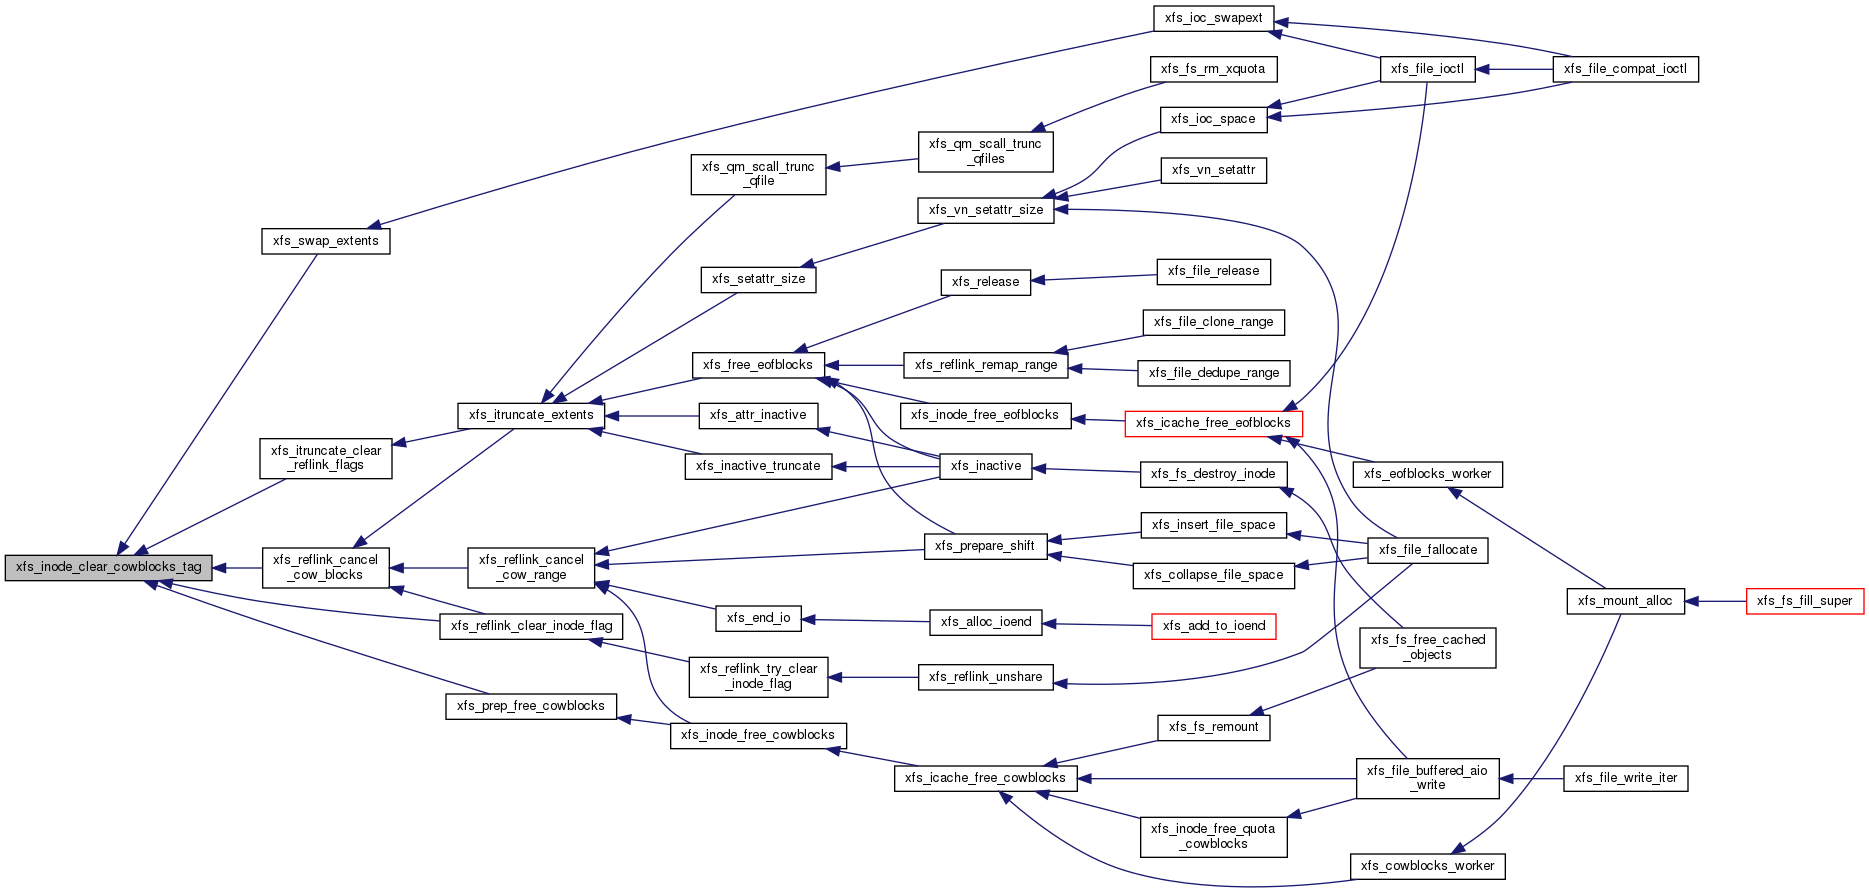 xfs_ioc_swapext
xfs_fs_rm_xquota
xfs_file_ioctl
xfs_file_compat_ioctl
xfs_ioc_space
xfs_qm_scall_trunc
_qfiles
xfs_qm_scall_trunc
_qfile
xfs_vn_setattr
xfs_vn_setattr_size
xfs_swap_extents
xfs_setattr_size
xfs_release
xfs_file_release
xfs_file_clone_range
xfs_free_eofblocks
xfs_reflink_remap_range
xfs_file_dedupe_range
xfs_itruncate_extents
xfs_attr_inactive
xfs_inode_free_eofblocks
xfs_icache_free_eofblocks
xfs_itruncate_clear
_reflink_flags
xfs_inactive_truncate
xfs_inactive
xfs_fs_destroy_inode
xfs_eofblocks_worker
xfs_insert_file_space
xfs_prepare_shift
xfs_file_fallocate
xfs_inode_clear_cowblocks_tag
xfs_reflink_cancel
_cow_blocks
xfs_reflink_cancel
_cow_range
xfs_collapse_file_space
xfs_mount_alloc
xfs_fs_fill_super
xfs_reflink_clear_inode_flag
xfs_end_io
xfs_alloc_ioend
xfs_add_to_ioend
xfs_fs_free_cached
_objects
xfs_reflink_try_clear
_inode_flag
xfs_reflink_unshare
xfs_prep_free_cowblocks
xfs_inode_free_cowblocks
xfs_fs_remount
xfs_icache_free_cowblocks
xfs_file_buffered_aio
_write
xfs_file_write_iter
xfs_inode_free_quota
_cowblocks
xfs_cowblocks_worker